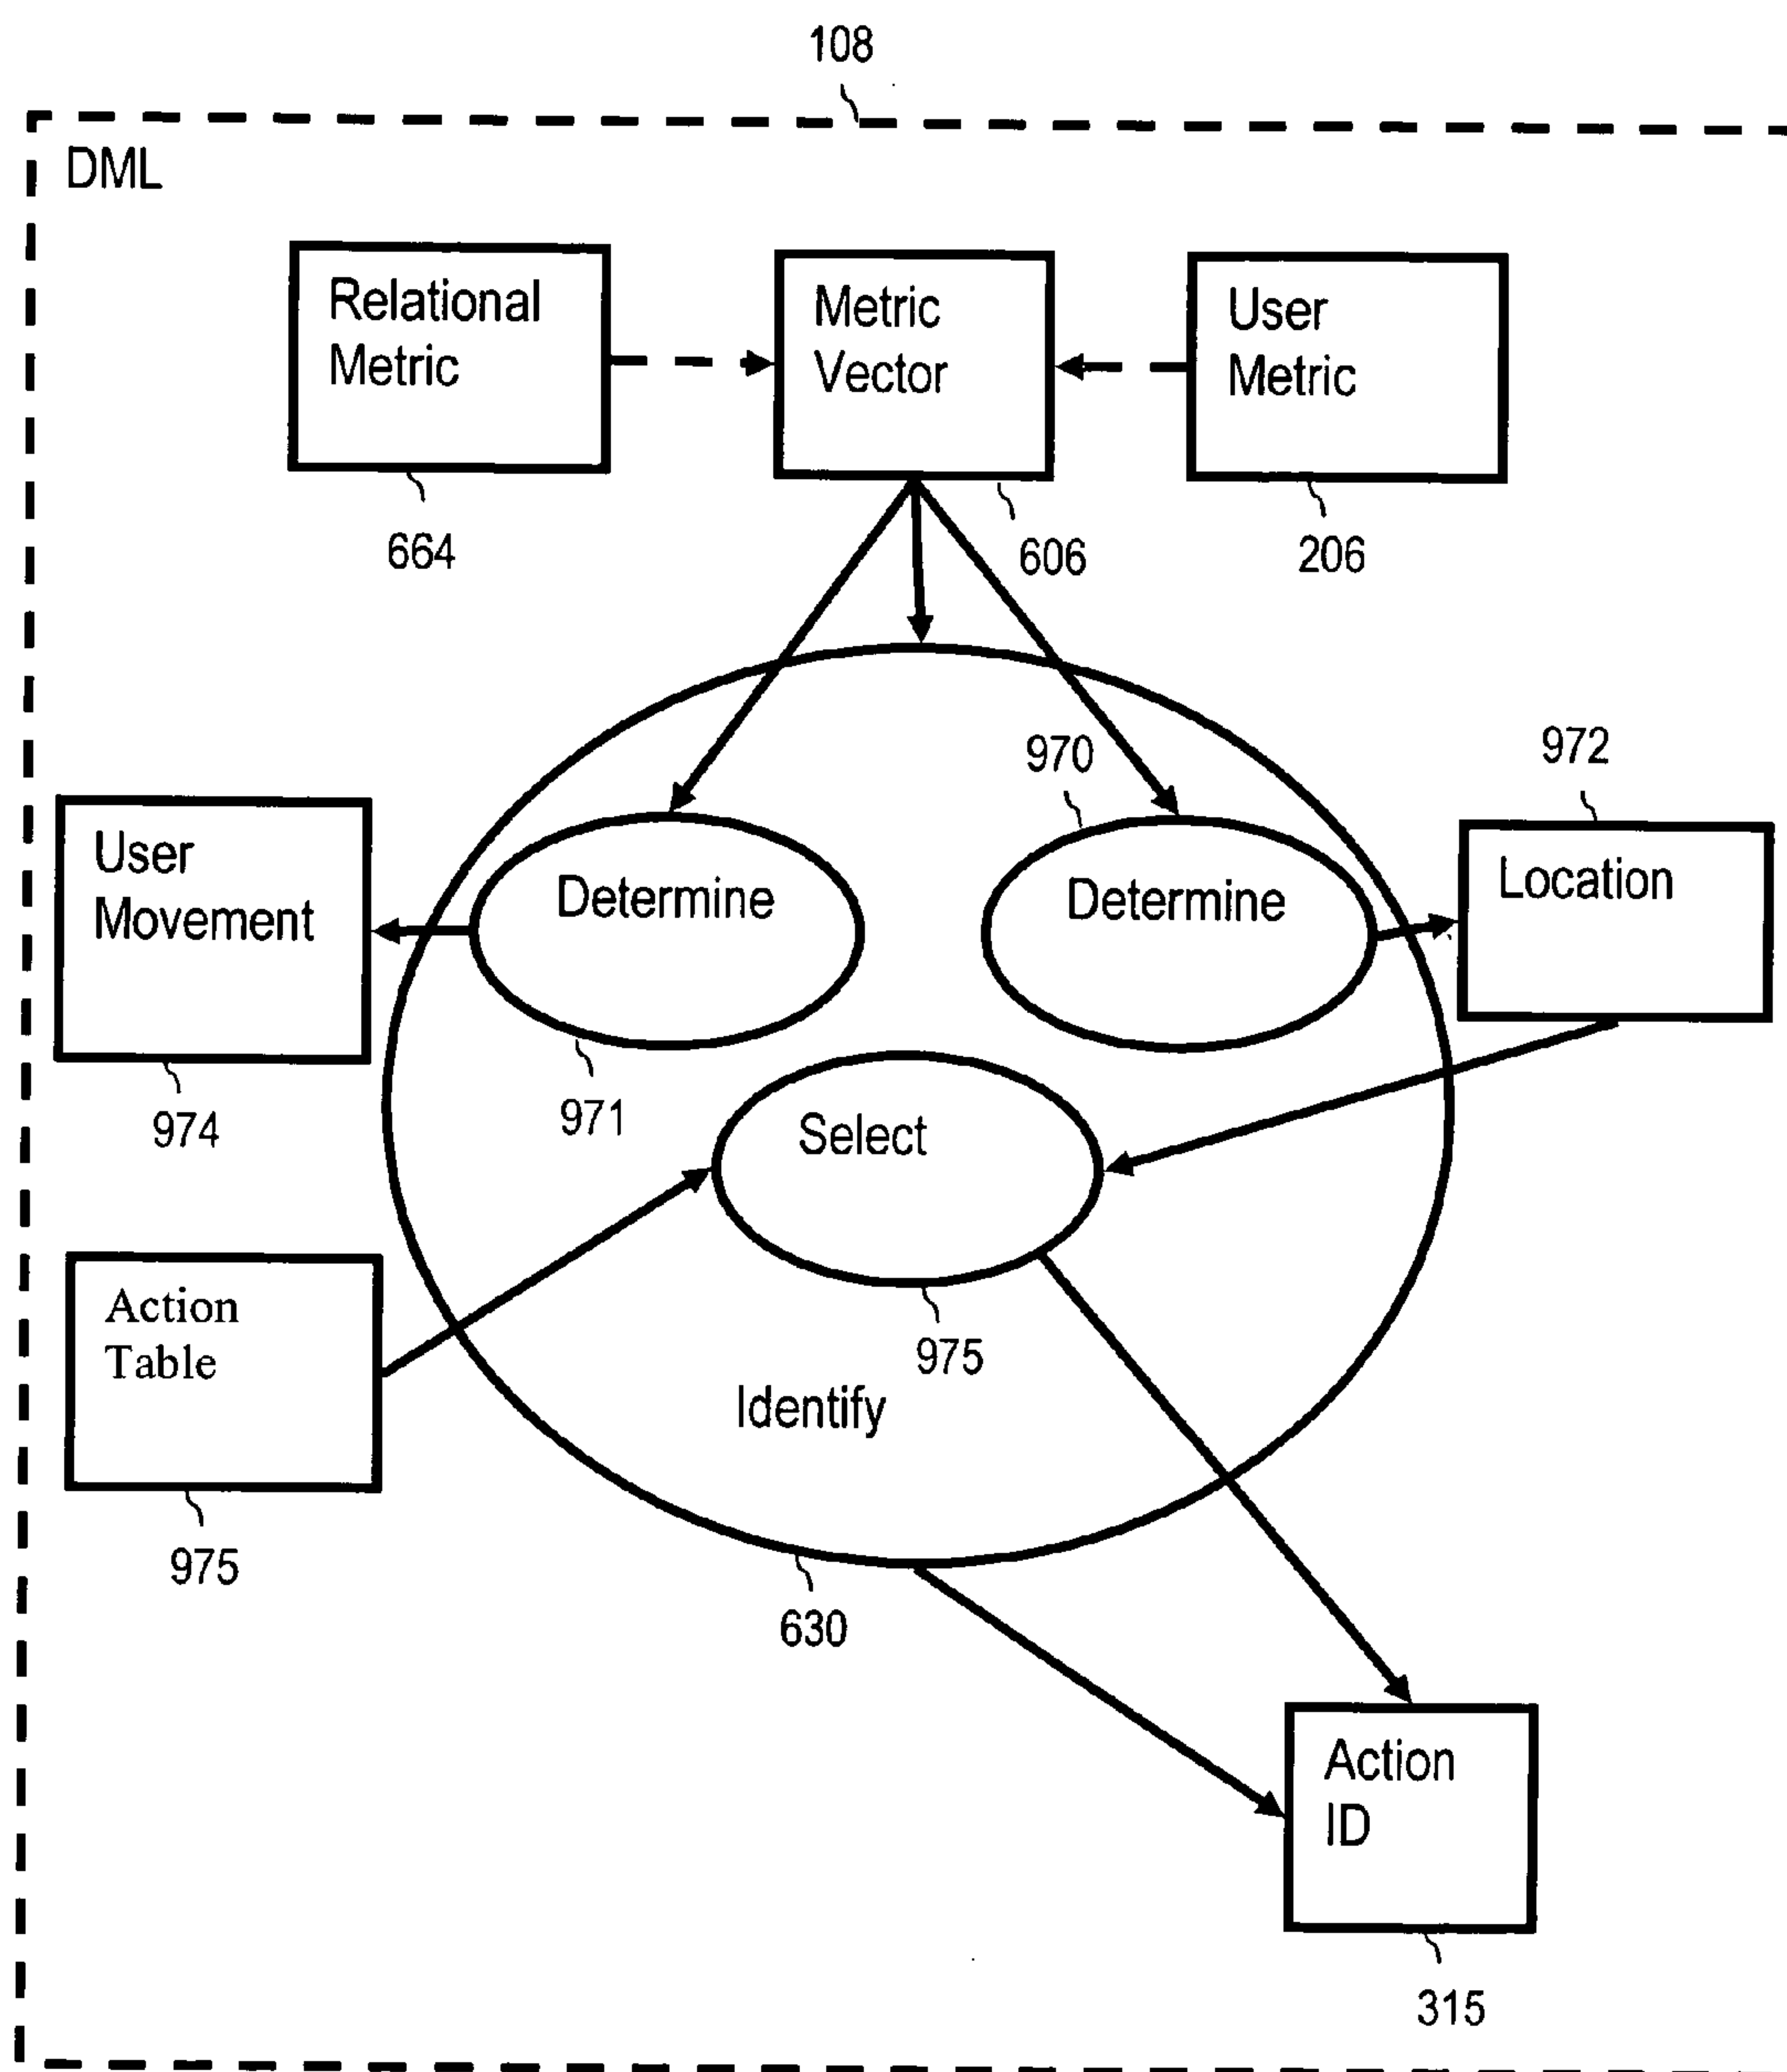 108
DML
Relational
Metric
Metric
Vector
User
Metric
664
606
206
970
972
User
Movement
Determine
Determine
Location
974
971
Select
Action
Table
975
Identify
975
630
Action
ID
315